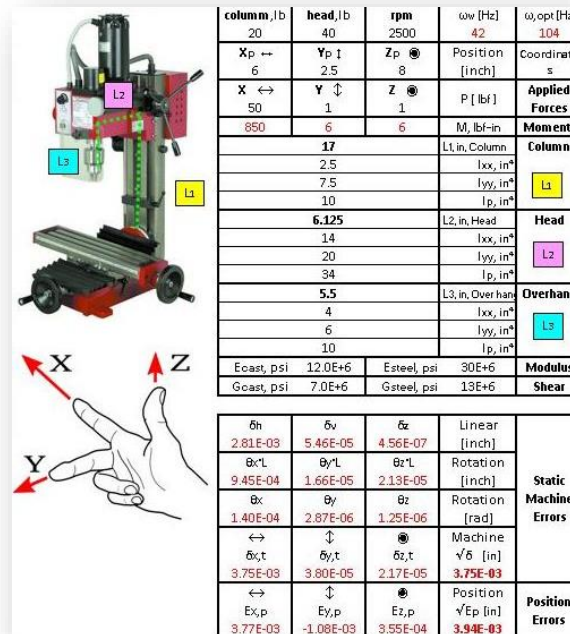 columm,lb head,lb rpm ωw [Hz] ω,opt[Hz
20 40 2500 42 104
Xp ↔ Yp ↕ Zp ◉ Position Coordinat
6 2.5 8 [inch] s
X ↔ Y ↕ Z ◉ P [ lbf ] Applied
50 1 1 Forces
850 6 6 M, lbf-in Moment
17 L1, in, Column Column
2.5 Ixx, in⁴
7.5 Iyy, in⁴ L1
10 Ip, in⁴
6.125 L2, in, Head Head
14 Ixx, in⁴
20 Iyy, in⁴ L2
34 Ip, in⁴
5.5 L3, in, Over hang Overhan
4 Ixx, in⁴
6 Iyy, in⁴ L3
10 Ip, in⁴
Ecast, psi 12.0E+6 Esteel, psi 30E+6 Modulus
Gcast, psi 7.0E+6 Gsteel, psi 13E+6 Shear
L2
L3
L1
X
Z
Y
δh δv δz Linear
2.81E-03 5.46E-05 4.56E-07 [inch]
θx*L θy*L θz*L Rotation
9.45E-04 1.66E-05 2.13E-05 [inch] Static
θx θy θz Rotation Machine
1.40E-04 2.87E-06 1.25E-06 [rad] Errors
↔ ↕ ◉ Machine
δx,t δy,t δz,t √δ [in]
3.75E-03 3.80E-05 2.17E-05 3.75E-03
↔ ↕ ◉ Position
Ex,p Ey,p Ez,p √Ep [in] Position
3.77E-03 -1.08E-03 3.55E-04 3.94E-03 Errors